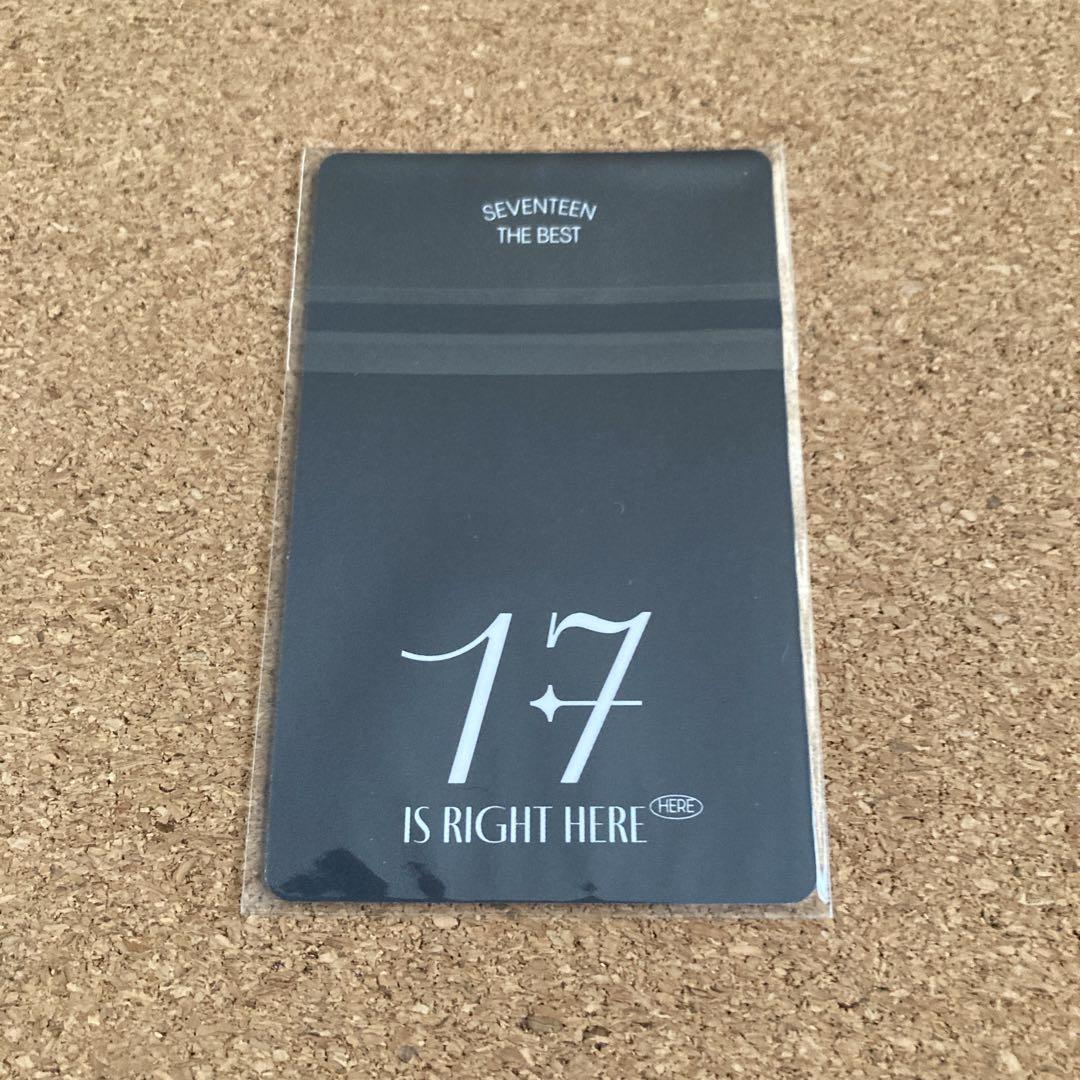 SEVENTEEN
THE BEST
17
IS RIGHT HERE HERE